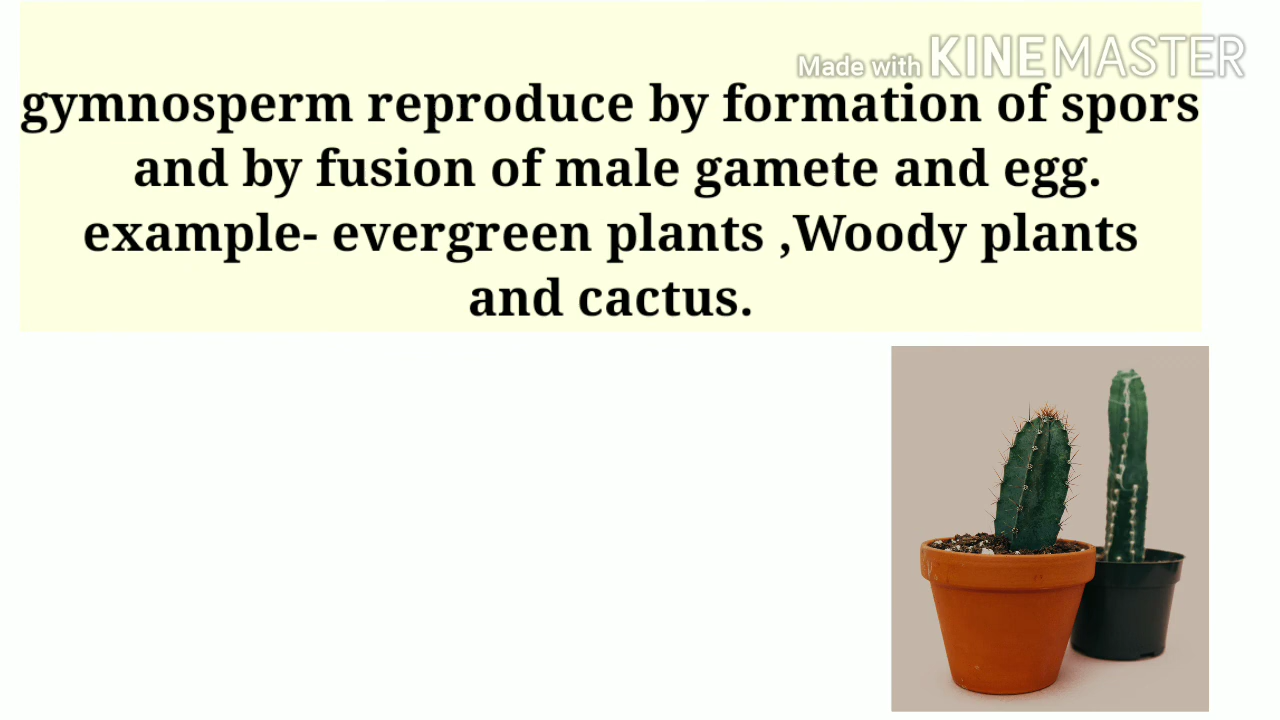 Made with KINEMASTER
gymnosperm reproduce by formation of spors
and by fusion of male gamete and egg.
example- evergreen plants ,Woody plants
and cactus.